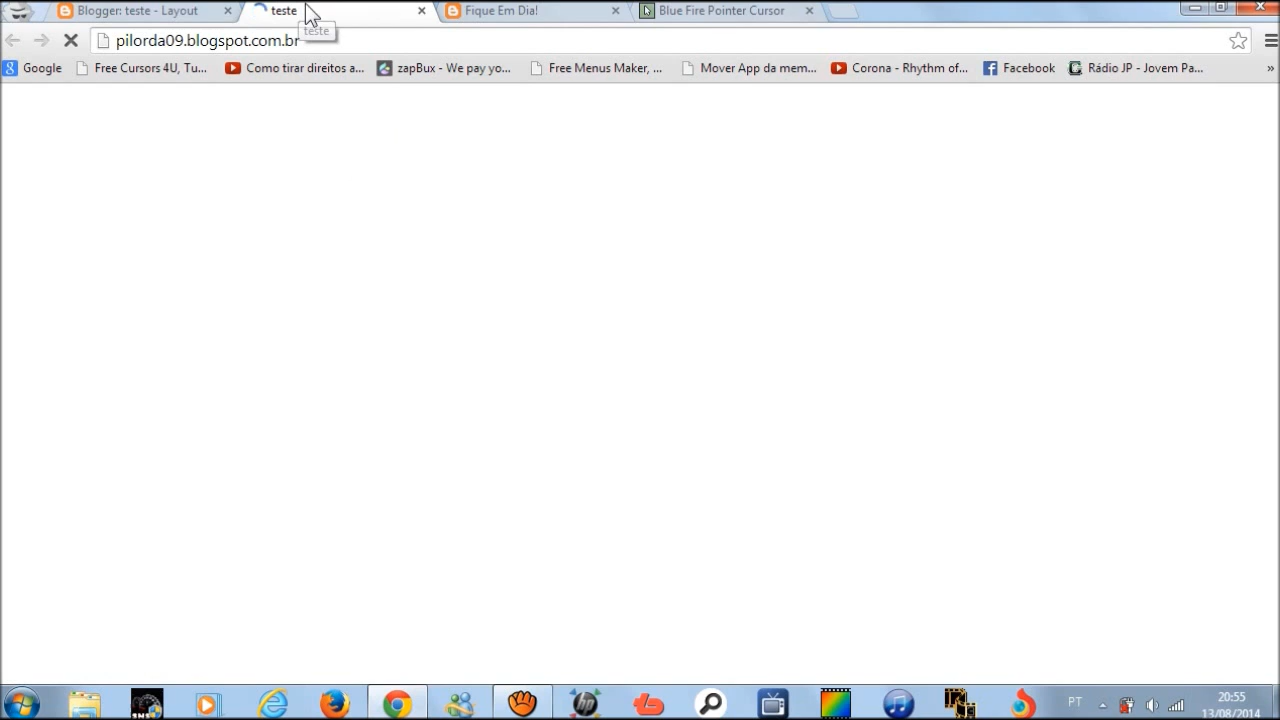 Blogger: teste - Layout
teste
Fique Em Dia!
Blue Fire Pointer Cursor
teste
pilorda09.blogspot.com.br
Google
Free Cursors 4U, Tu...
Como tirar direitos a...
zapBux - We pay yo...
Free Menus Maker, ...
Mover App da mem...
Corona - Rhythm of...
Facebook
Rádio JP - Jovem Pa...
»
PT
20:55
13/08/2014